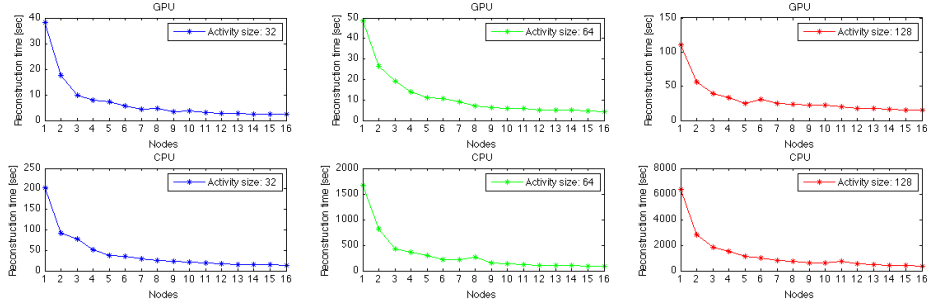 GPU
Reconstruction time [sec]
40
30
20
10
0
Activity size: 32
1 2 3 4 5 6 7 8 9 10 11 12 13 14 15 16
Nodes
GPU
Reconstruction time [sec]
50
40
30
20
10
0
Activity size: 64
1 2 3 4 5 6 7 8 9 10 11 12 13 14 15 16
Nodes
GPU
Reconstruction time [sec]
150
100
50
0
Activity size: 128
1 2 3 4 5 6 7 8 9 10 11 12 13 14 15 16
Nodes
CPU
Reconstruction time [sec]
250
200
150
100
50
0
Activity size: 32
1 2 3 4 5 6 7 8 9 10 11 12 13 14 15 16
Nodes
CPU
Reconstruction time [sec]
2000
1500
1000
500
0
Activity size: 64
1 2 3 4 5 6 7 8 9 10 11 12 13 14 15 16
Nodes
CPU
Reconstruction time [sec]
8000
6000
4000
2000
0
Activity size: 128
1 2 3 4 5 6 7 8 9 10 11 12 13 14 15 16
Nodes